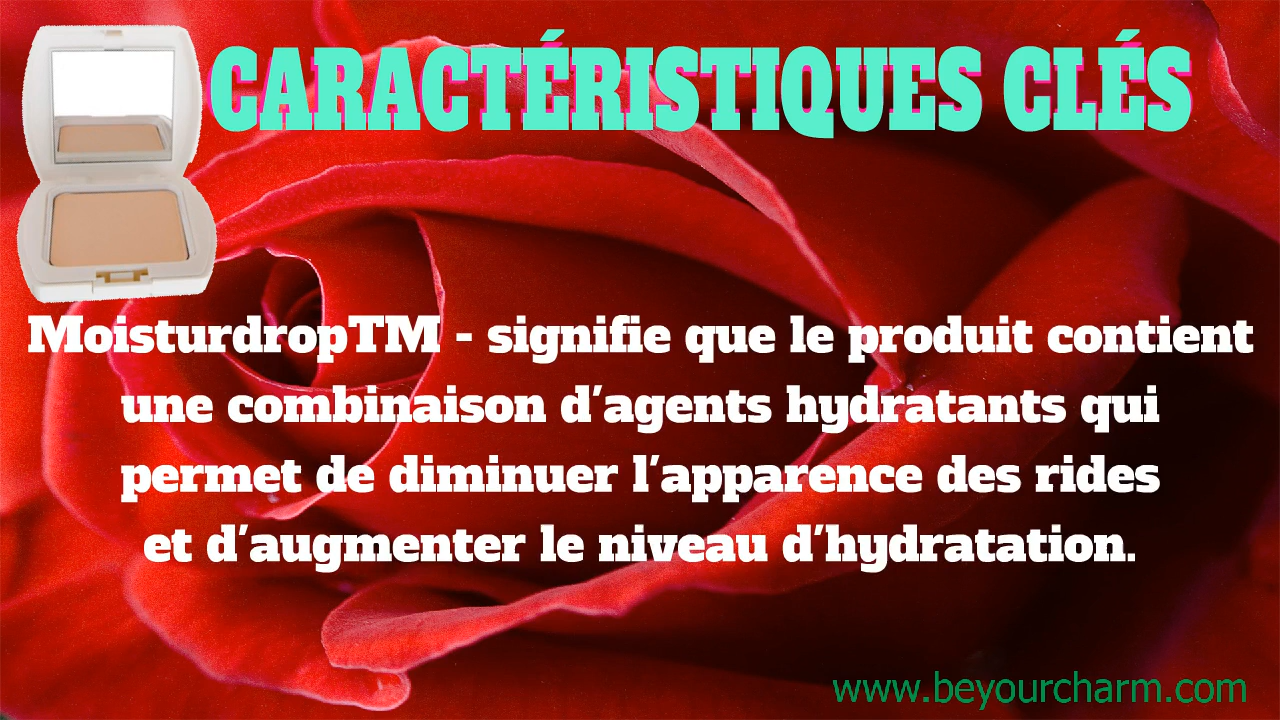 CARACTÉRISTIQUES CLÉS
MoisturdropTM - signifie que le produit contient
une combinaison d'agents hydratants qui
permet de diminuer l'apparence des rides
et d'augmenter le niveau d'hydratation.
www.beyourcharm.com